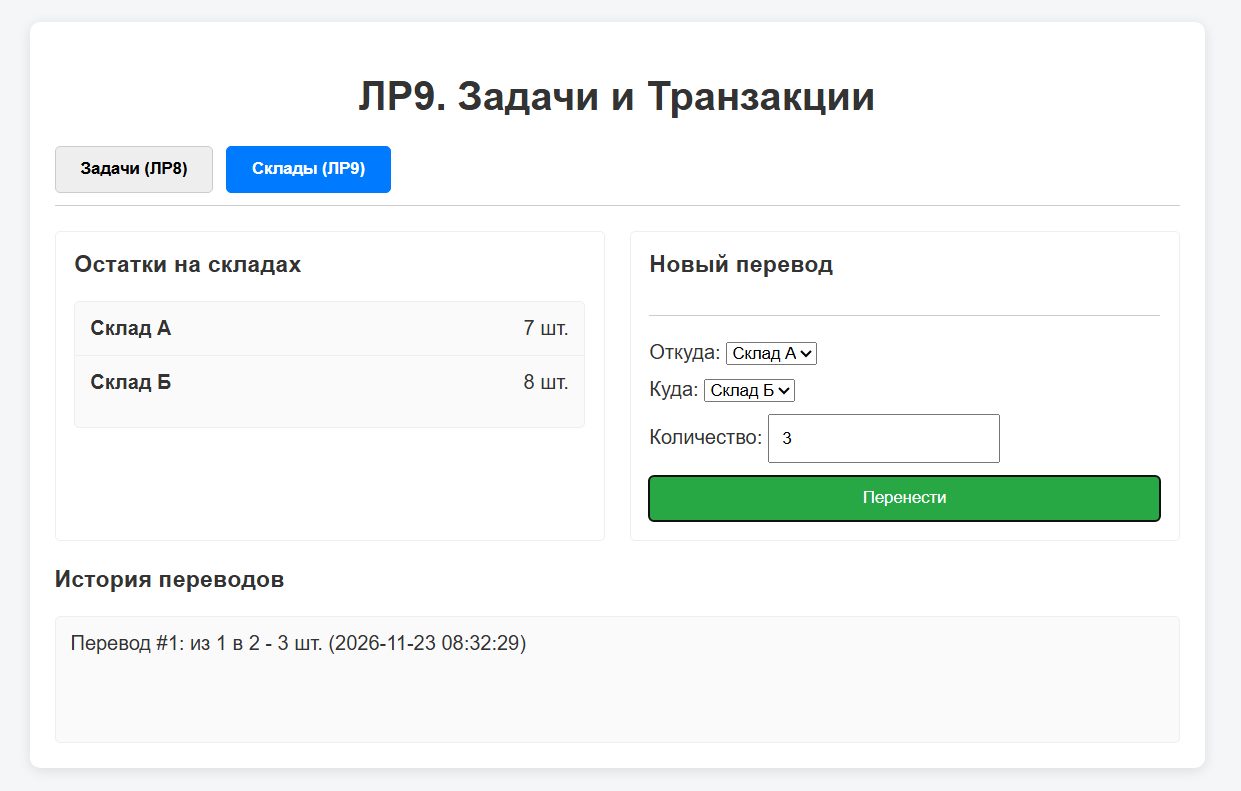 ЛР9. Задачи и Транзакции
Задачи (ЛР8)
Склады (ЛР9)
Остатки на складах
Склад А
7 шт.
Склад Б
8 шт.
Новый перевод
Откуда: Склад А
Куда: Склад Б
Количество: 3
Перенести
История переводов
Перевод #1: из 1 в 2 - 3 шт. (2026-11-23 08:32:29)